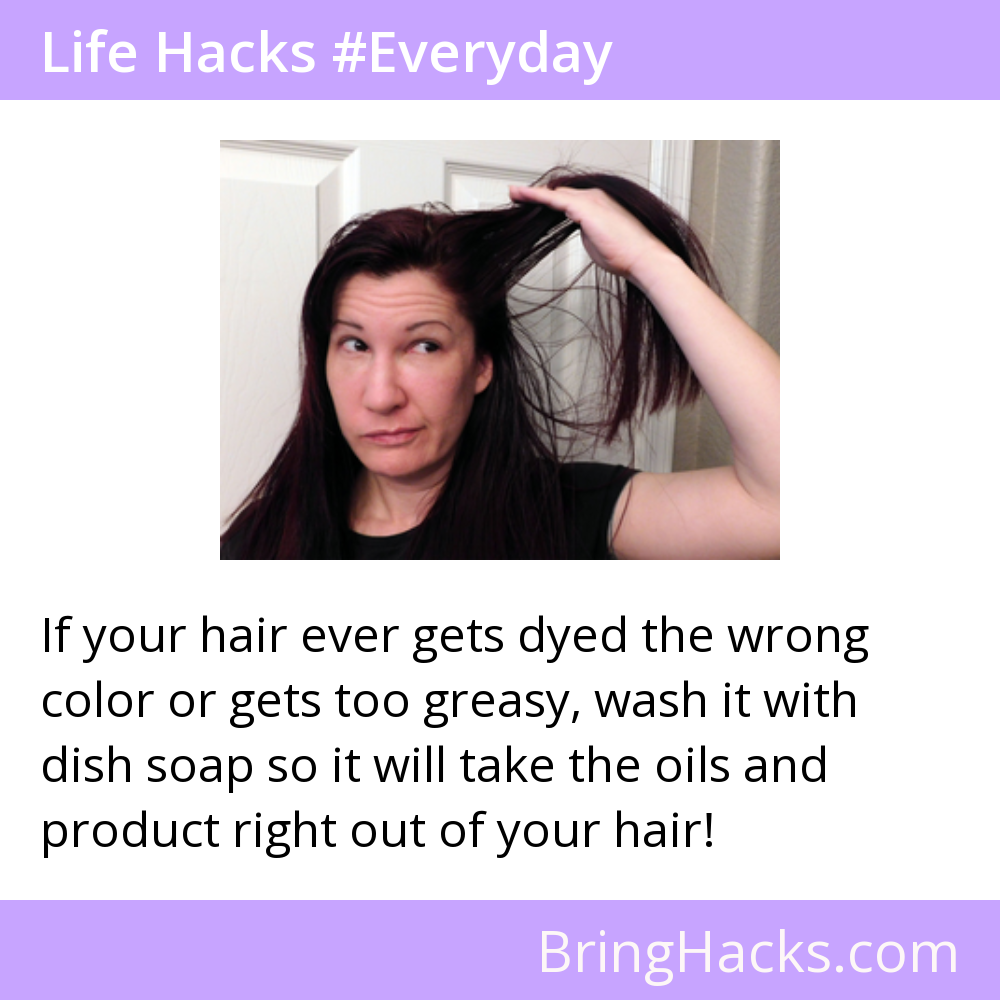 Life Hacks #Everyday
If your hair ever gets dyed the wrong
color or gets too greasy, wash it with
dish soap so it will take the oils and
product right out of your hair!
BringHacks.com